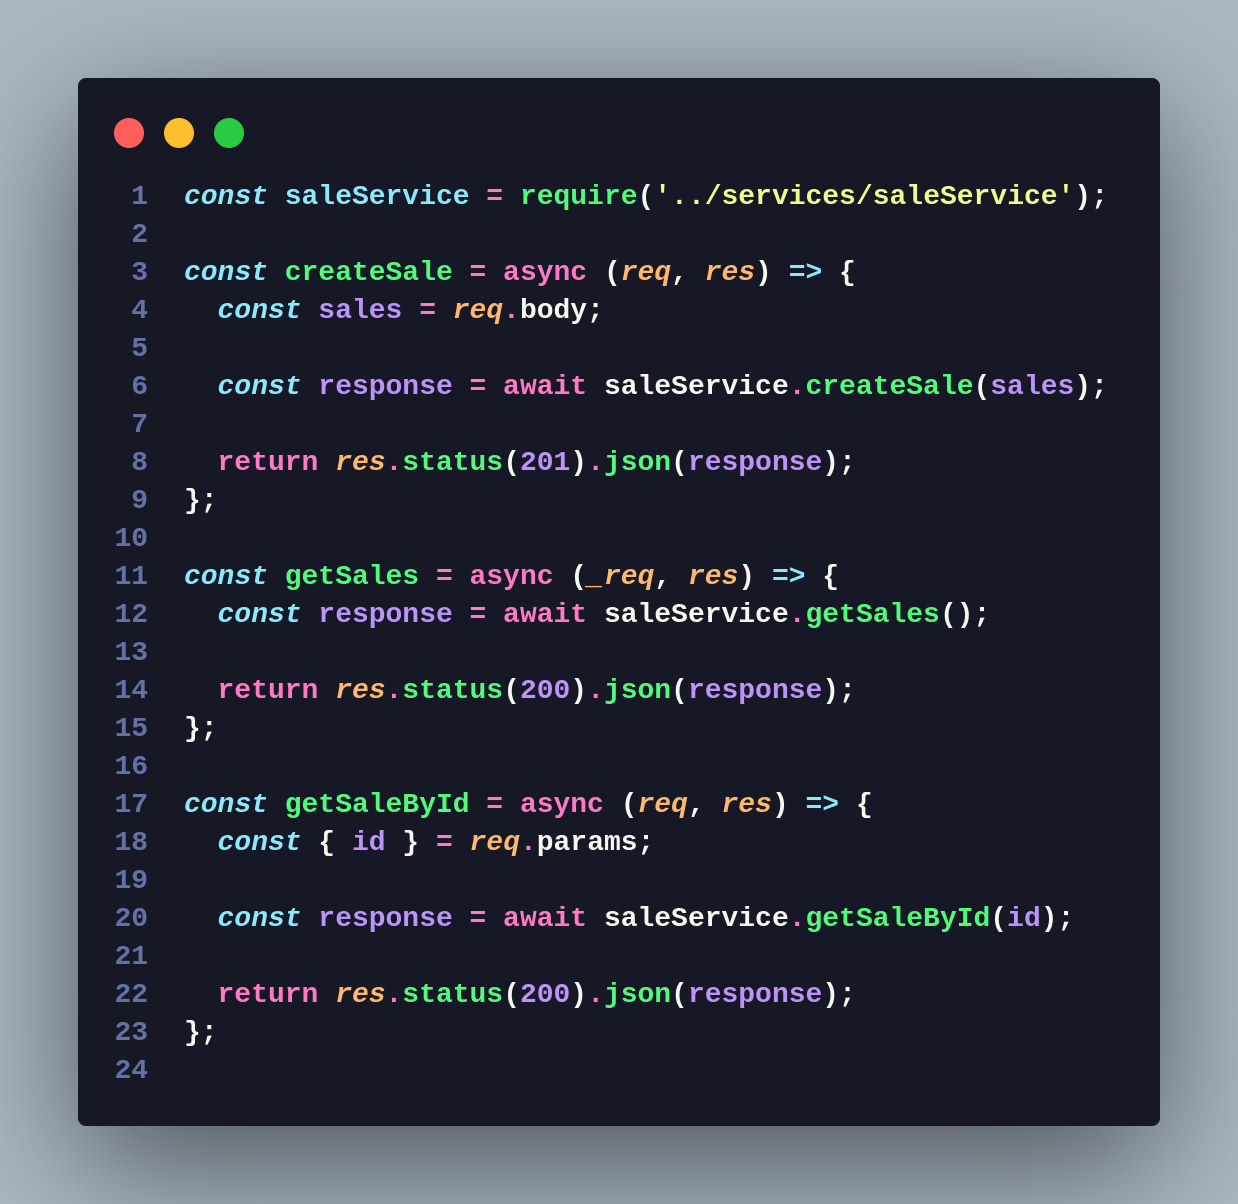 1 const saleService = require('../services/saleService');
2
3 const createSale = async (req, res) => {
4   const sales = req.body;
5
6   const response = await saleService.createSale(sales);
7
8   return res.status(201).json(response);
9 };
10
11 const getSales = async (_req, res) => {
12   const response = await saleService.getSales();
13
14   return res.status(200).json(response);
15 };
16
17 const getSaleById = async (req, res) => {
18   const { id } = req.params;
19
20   const response = await saleService.getSaleById(id);
21
22   return res.status(200).json(response);
23 };
24